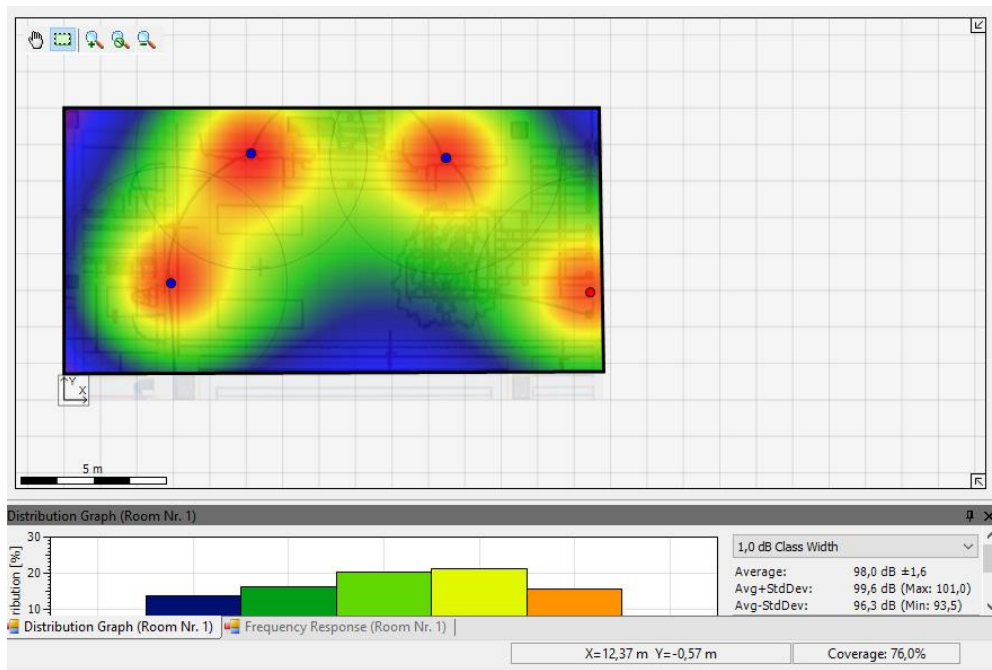 Y
X
5 m
Distribution Graph (Room Nr. 1)
30
20
10
ribution [%]
1,0 dB Class Width
Average: 98,0 dB ±1,6
Avg+StdDev: 99,6 dB (Max: 101,0)
Avg-StdDev: 96,3 dB (Min: 93,5)
Distribution Graph (Room Nr. 1)
Frequency Response (Room Nr. 1)
X=12,37 m Y=-0,57 m
Coverage: 76,0%